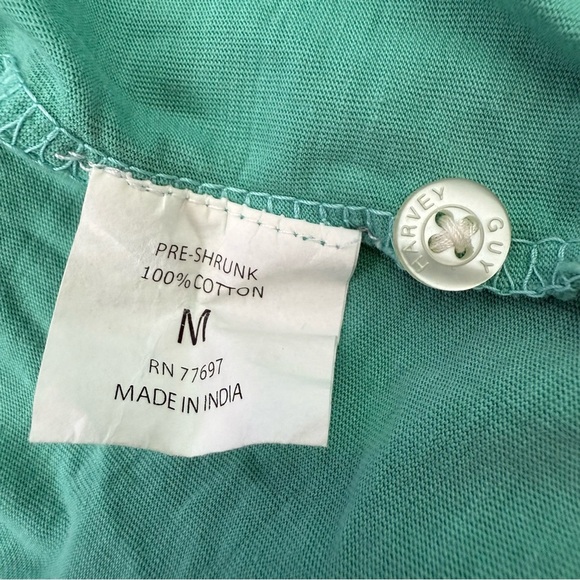 PRE-SHRUNK
100% COTTON
M
RN 77697
MADE IN INDIA
HARVEY GUY